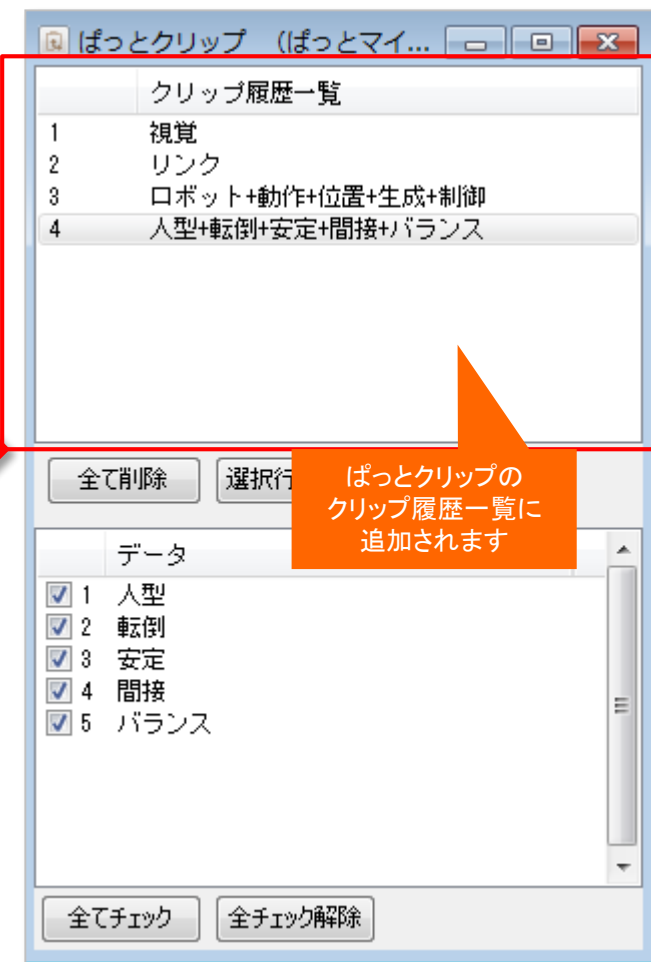 ぱっとクリップ (ぱっとマイ...
クリップ履歴一覧
1 視覚
2 リンク
3 ロボット+動作+位置+生成+制御
4 人型+転倒+安定+間接+バランス
全て削除 選択行
ぱっとクリップの
クリップ履歴一覧に
追加されます
データ
1 人型
2 転倒
3 安定
4 間接
5 バランス
全てチェック 全チェック解除